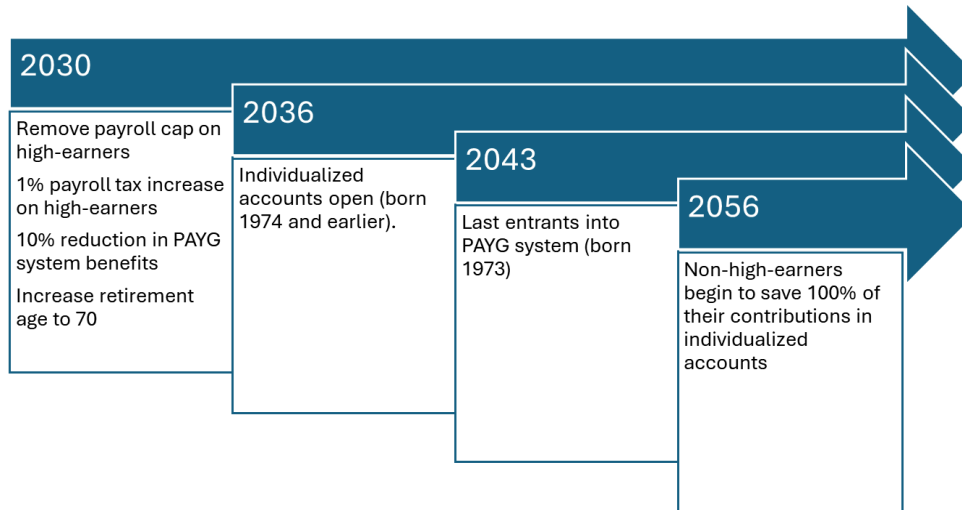 2030
Remove payroll cap on
high-earners
1% payroll tax increase
on high-earners
10% reduction in PAYG
system benefits
Increase retirement
age to 70
2036
Individualized
accounts open (born
1974 and earlier).
2043
Last entrants into
PAYG system (born
1973)
2056
Non-high-earners
begin to save 100% of
their contributions in
individualized
accounts